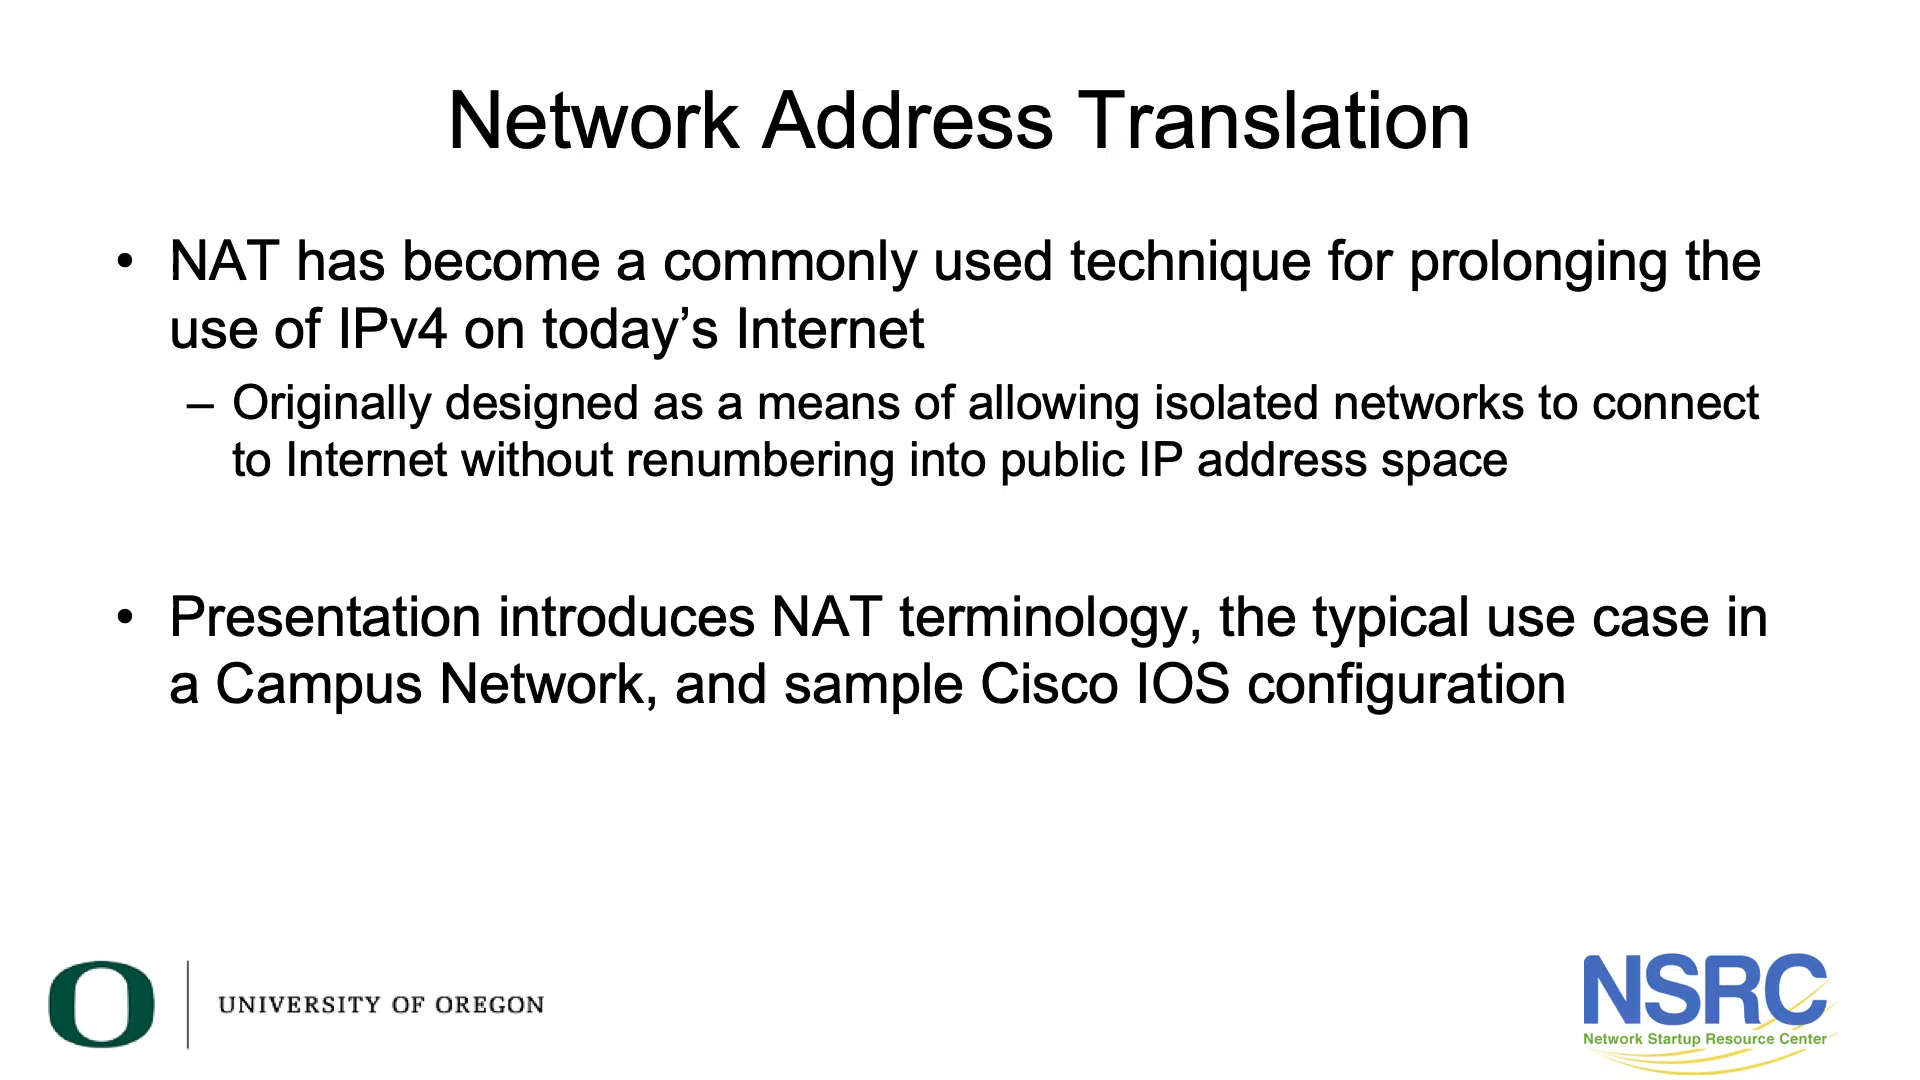 Network Address Translation
• NAT has become a commonly used technique for prolonging the
use of IPv4 on today’s Internet
– Originally designed as a means of allowing isolated networks to connect
to Internet without renumbering into public IP address space
• Presentation introduces NAT terminology, the typical use case in
a Campus Network, and sample Cisco IOS configuration
O
UNIVERSITY OF OREGON
NSRC
Network Startup Resource Center